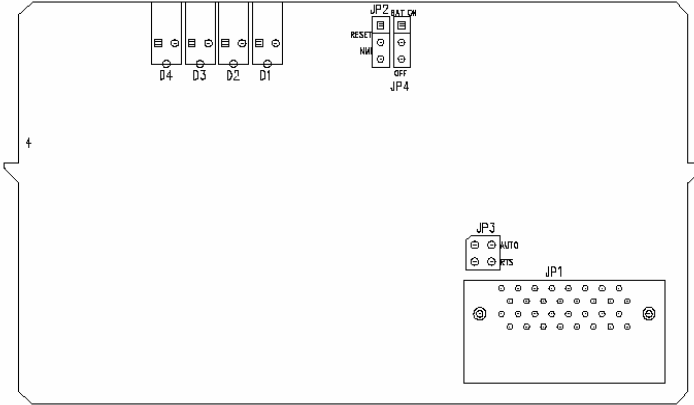 JP2 BAT ON
RESET
NMI
OFF
JP4
D4 D3 D2 D1
4
JP3
AUTO
RTS
JP1